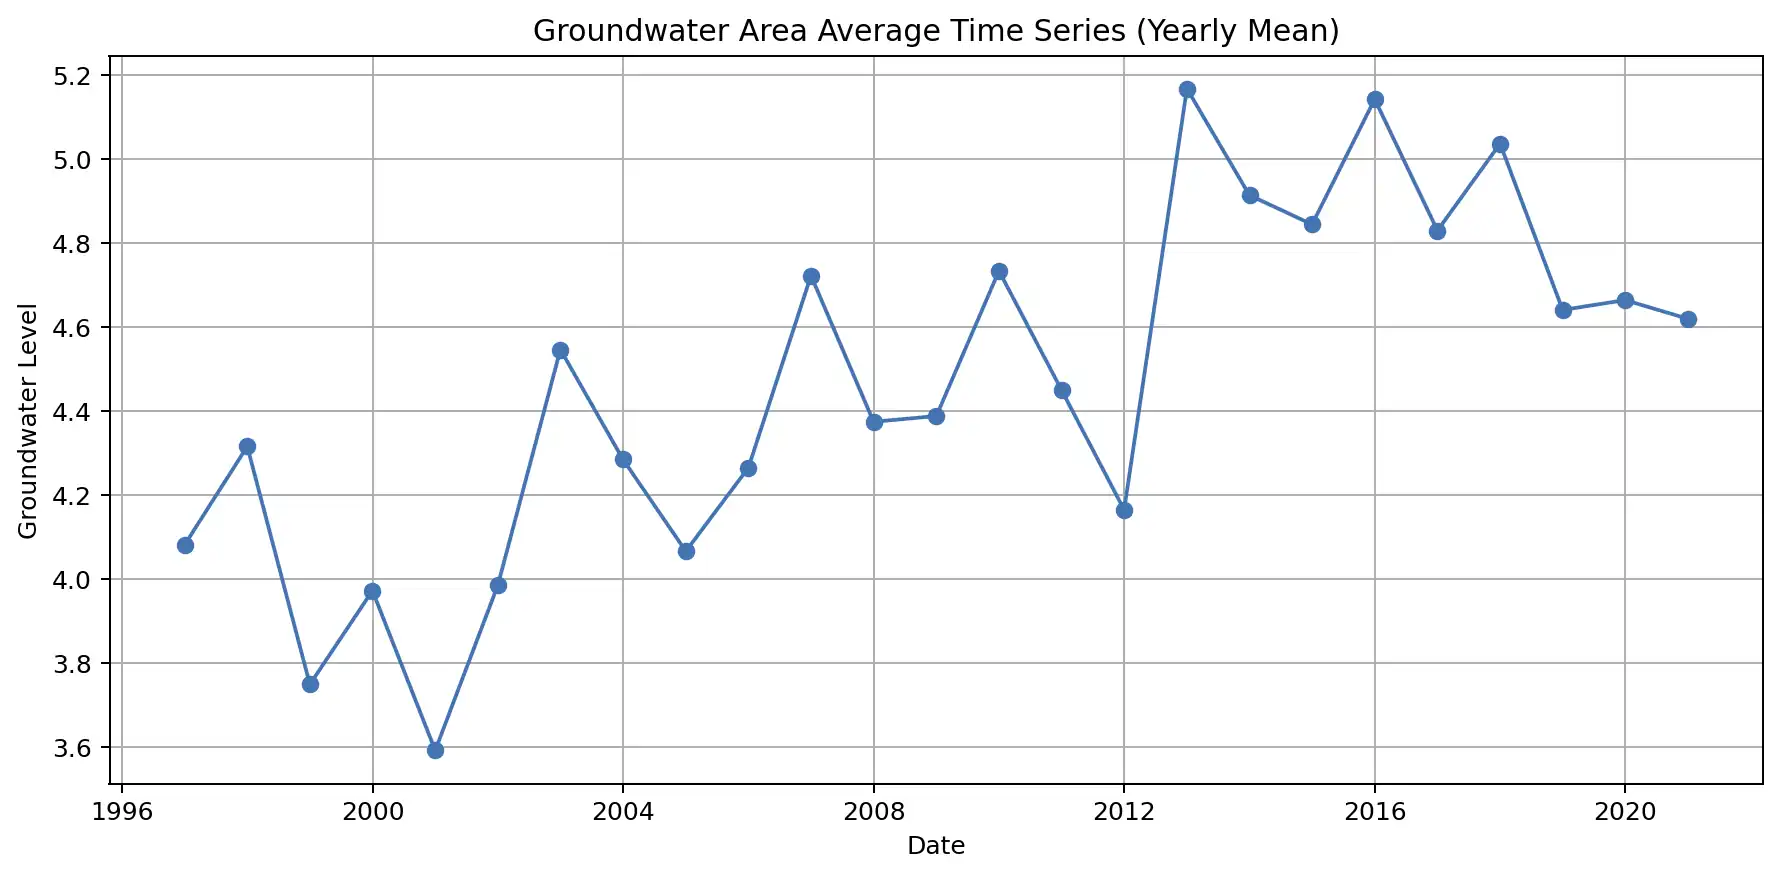 Groundwater Area Average Time Series (Yearly Mean)
5.2
5.0
4.8
4.6
4.4
4.2
4.0
3.8
3.6
Groundwater Level
1996 2000 2004 2008 2012 2016 2020
Date